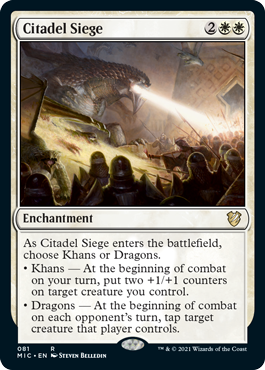 Citadel Siege 2
Enchantment
As Citadel Siege enters the battlefield,
choose Khans or Dragons.
• Khans — At the beginning of combat
on your turn, put two +1/+1 counters
on target creature you control.
• Dragons — At the beginning of combat
on each opponent's turn, tap target
creature that player controls.
081 R
MIC • EN Steven Belledin
™ & © 2021 Wizards of the Coast